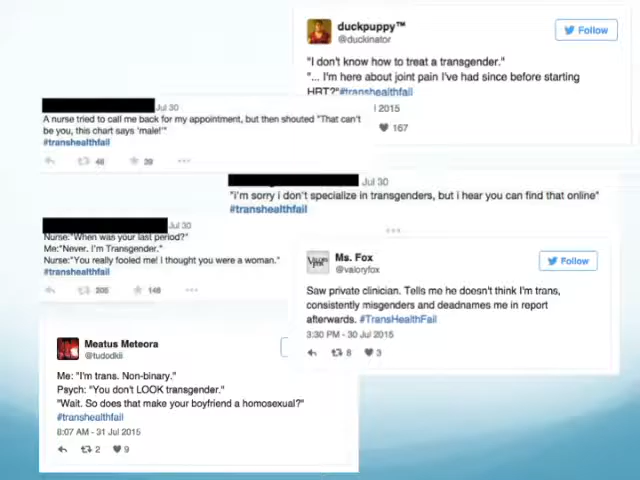 duckpuppy™
@duckinator
Follow
"I don't know how to treat a transgender."
"... I'm here about joint pain I've had since before starting
HRT?"#transhealthfail
2015
167
Jul 30
A nurse tried to call me back for my appointment, but then shouted "That can't
be you, this chart says 'male!'"
#transhealthfail
46
39
Jul 30
"i'm sorry i don't specialize in transgenders, but i hear you can find that online"
#transhealthfail
Jul 30
Nurse:"When was your last period?"
Me:"Never. I'm Transgender."
Nurse:"You really fooled me! I thought you were a woman."
#transhealthfail
205
148
Ms. Fox
@valoryfox
Follow
Saw private clinician. Tells me he doesn't think I'm trans,
consistently misgenders and deadnames me in report
afterwards. #TransHealthFail
3:30 PM - 30 Jul 2015
8
3
Meatus Meteora
@tudodkii
Me: "I'm trans. Non-binary."
Psych: "You don't LOOK transgender."
"Wait. So does that make your boyfriend a homosexual?"
#transhealthfail
8:07 AM - 31 Jul 2015
2
9